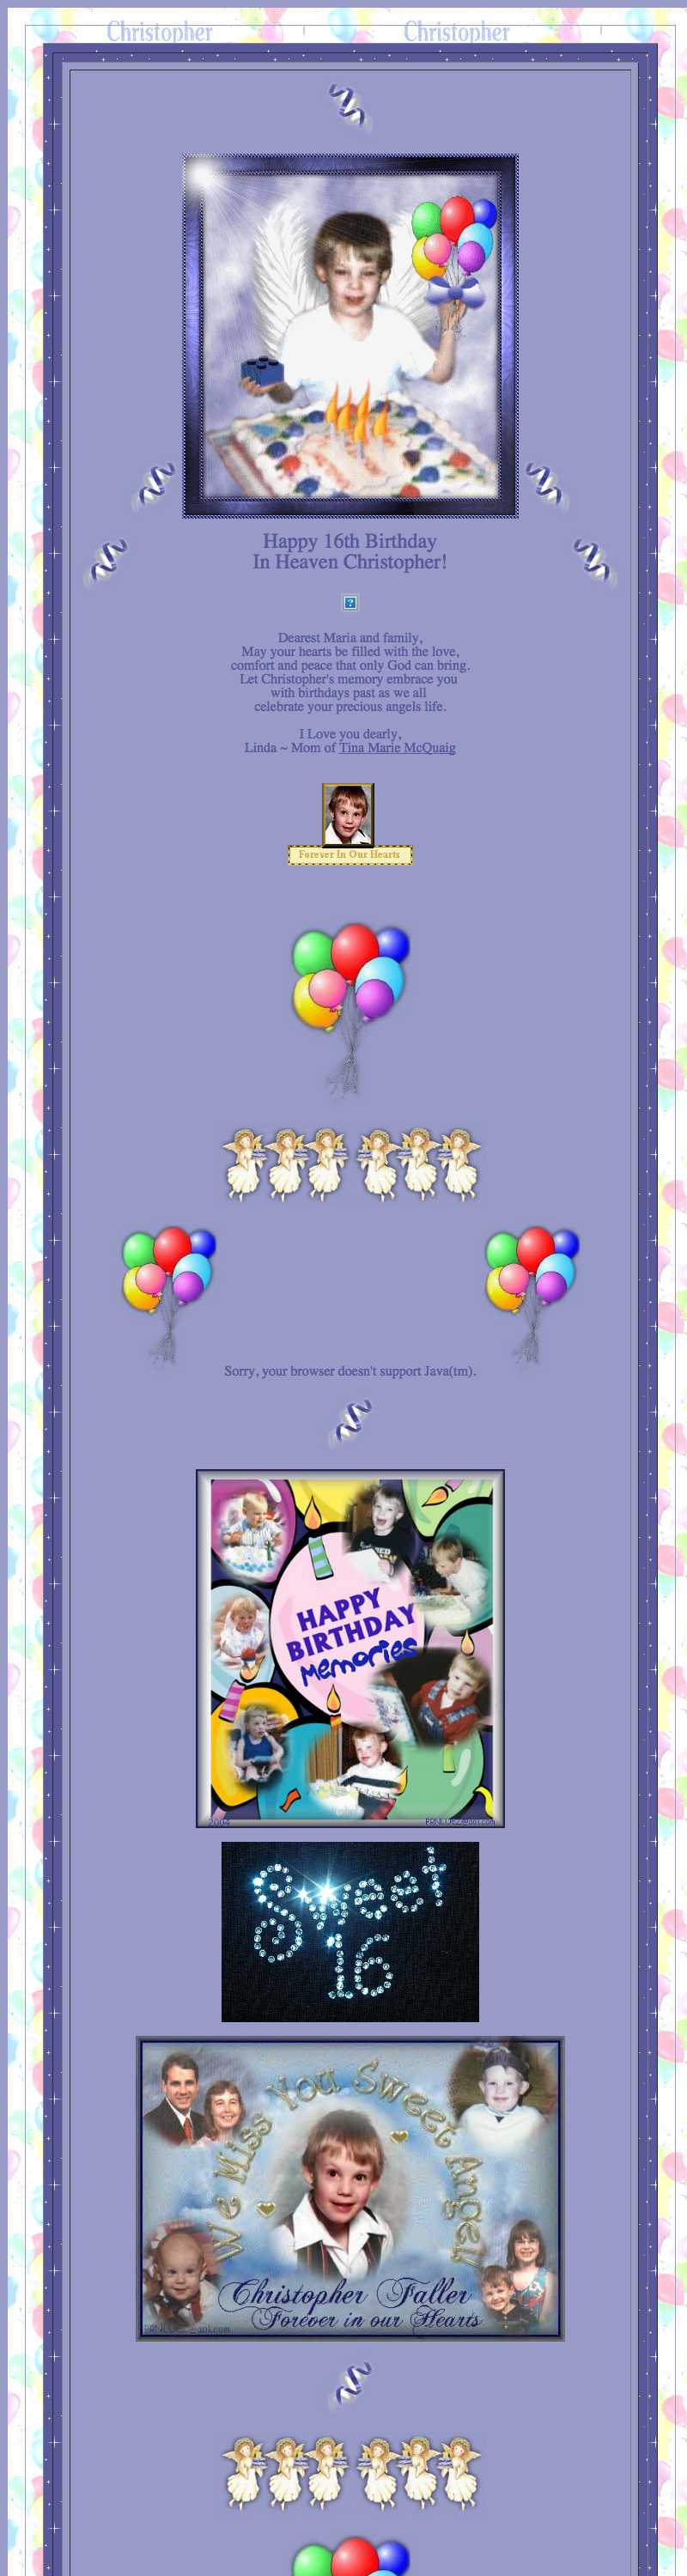 Christopher Christopher
Happy 16th Birthday
In Heaven Christopher!
?
Dearest Maria and family,
May your hearts be filled with the love,
comfort and peace that only God can bring.
Let Christopher's memory embrace you
with birthdays past as we all
celebrate your precious angels life.
I Love you dearly,
Linda ~ Mom of Tina Marie McQuaig
Forever In Our Hearts
Sorry, your browser doesn't support Java(tm).
HAPPY
BIRTHDAY
Memories
2004
Sweet
16
We Miss You Sweet Angel!
Christopher Faller
Forever in our Hearts